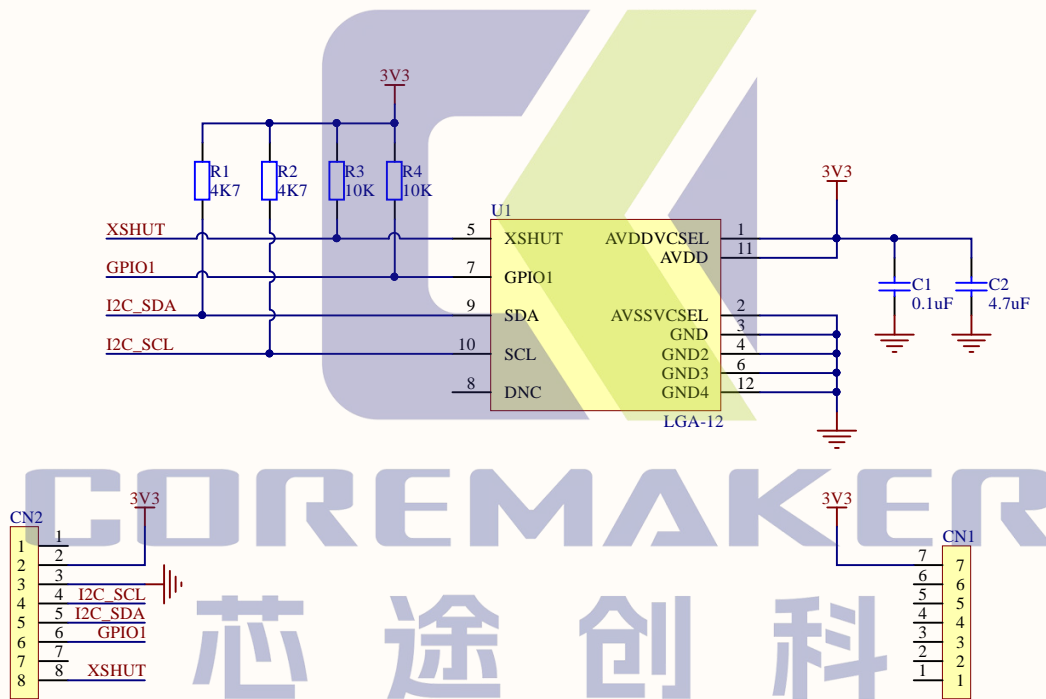 3V3
R1
4K7
R2
4K7
R3
10K
R4
10K
3V3
U1
XSHUT 5 XSHUT AVDDVCSEL 1
AVDD 11
GPIO1 7 GPIO1
I2C_SDA 9 SDA AVSSVCSEL 2
GND 3
I2C_SCL 10 SCL GND2 4
GND3 6
8 DNC GND4 12
LGA-12
C1
0.1uF
C2
4.7uF
COREMAKER
芯途创科
3V3
CN2
1 1
2 2
3 3
4 4 I2C_SCL
5 5 I2C_SDA
6 6 GPIO1
7 7
8 8 XSHUT
3V3
CN1
7 7
6 6
5 5
4 4
3 3
2 2
1 1